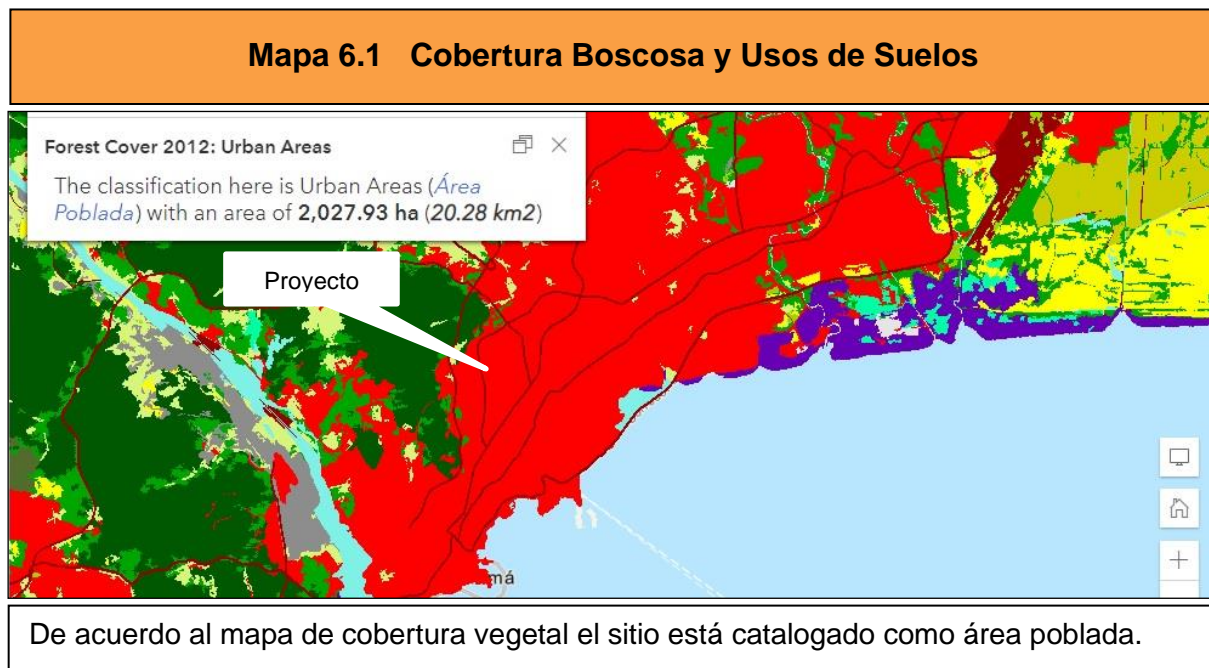 Mapa 6.1 Cobertura Boscosa y Usos de Suelos
Forest Cover 2012: Urban Areas
The classification here is Urban Areas (Área
Poblada) with an area of 2,027.93 ha (20.28 km2)
Proyecto
má
De acuerdo al mapa de cobertura vegetal el sitio está catalogado como área poblada.